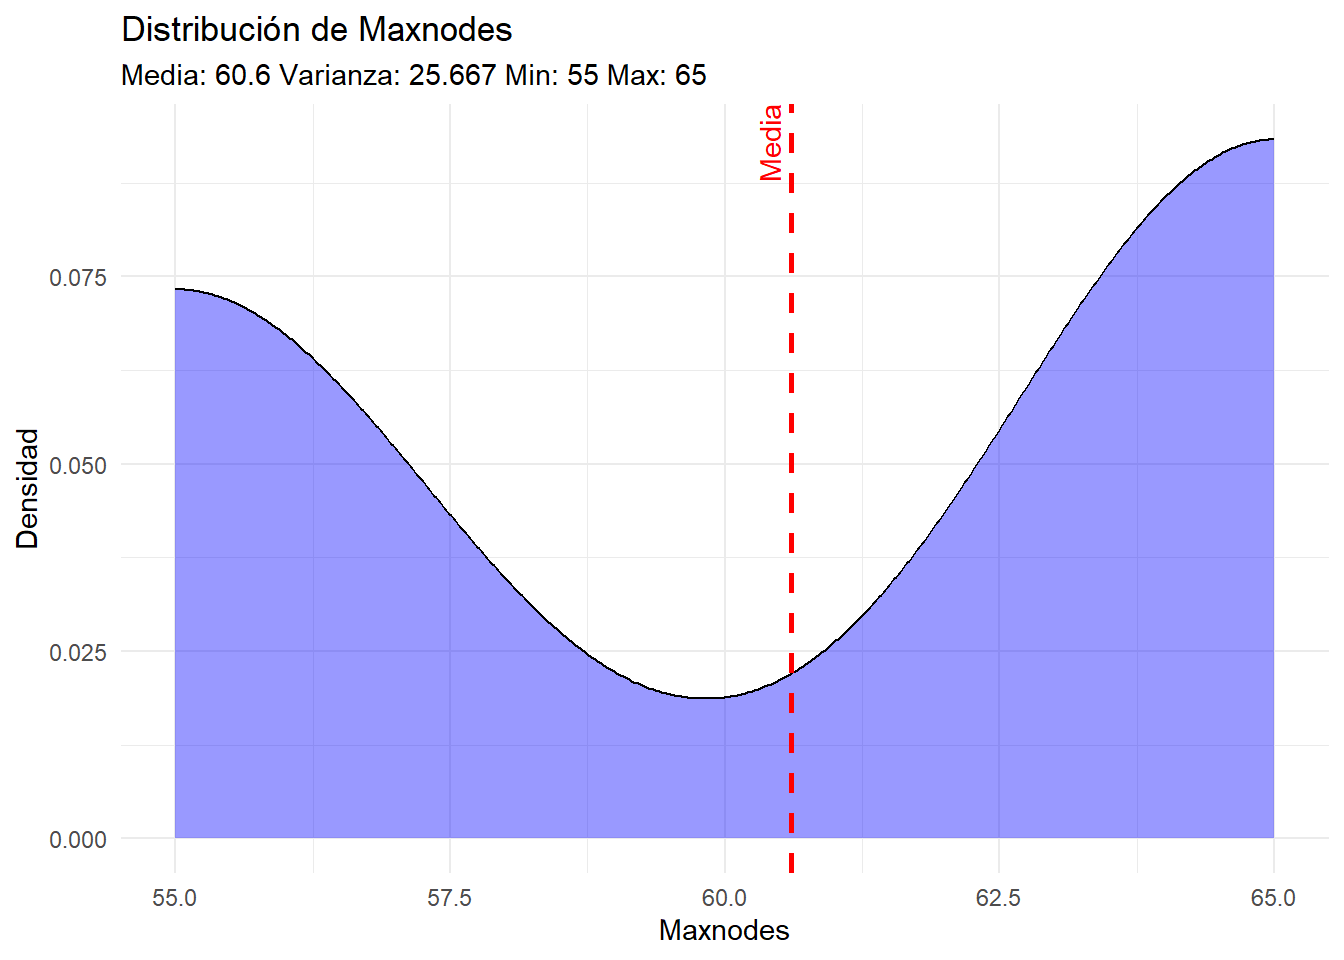 Distribución de Maxnodes
Media: 60.6 Varianza: 25.667 Min: 55 Max: 65
Media
0.075
0.050
0.025
0.000
Densidad
55.0 57.5 60.0 62.5 65.0
Maxnodes